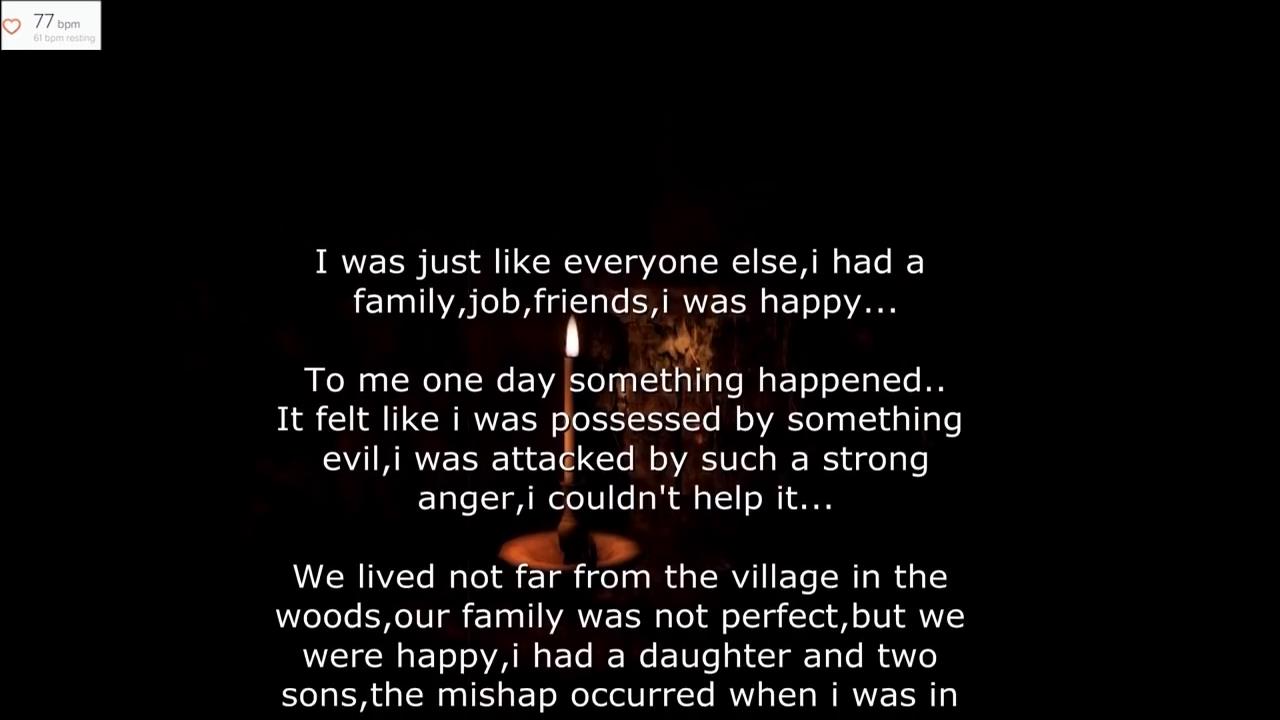 77 bpm
61 bpm resting
I was just like everyone else,i had a
family,job,friends,i was happy...
To me one day something happened..
It felt like i was possessed by something
evil,i was attacked by such a strong
anger,i couldn't help it...
We lived not far from the village in the
woods,our family was not perfect,but we
were happy,i had a daughter and two
sons,the mishap occurred when i was in